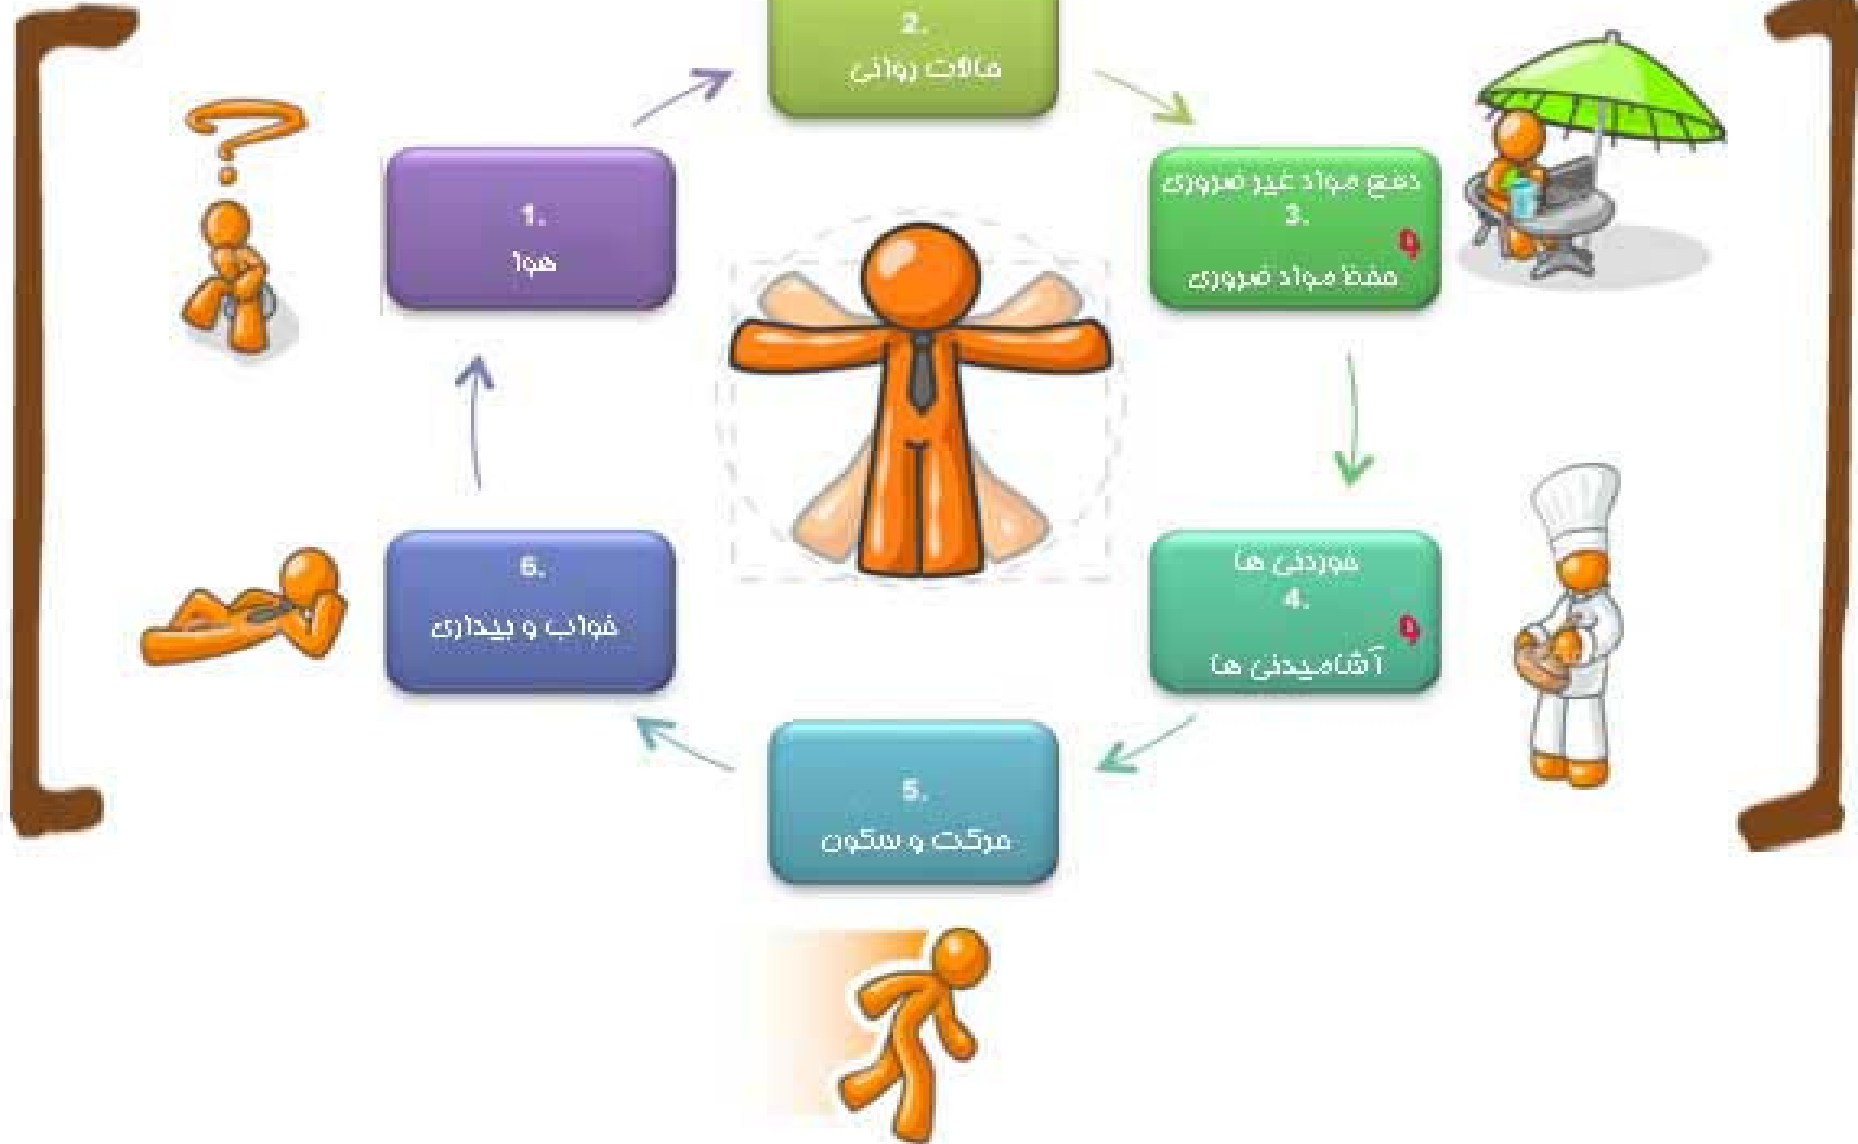 1.
هوا
2.
حالات روانی
دفع مواد غیر ضروری
3.
و
حفظ مواد ضروری
خوردنی ها
4.
و
آشامیدنی ها
5.
حرکت و سکون
6.
خواب و بیداری
?